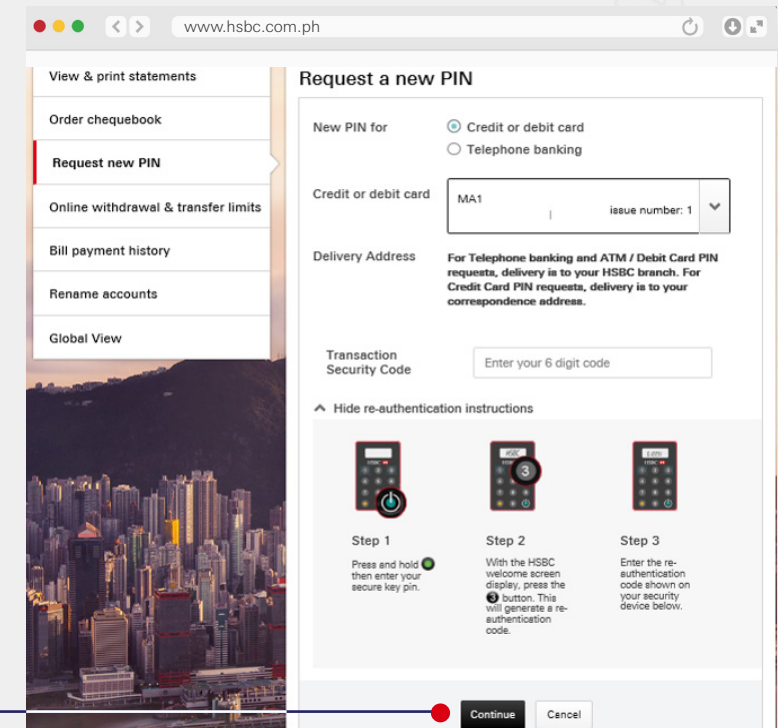 www.hsbc.com.ph
View & print statements
Order chequebook
Request new PIN
Online withdrawal & transfer limits
Bill payment history
Rename accounts
Global View
Request a new PIN
New PIN for
Credit or debit card
Telephone banking
Credit or debit card
MA1
issue number: 1
Delivery Address
For Telephone banking and ATM / Debit Card PIN
requests, delivery is to your HSBC branch. For
Credit Card PIN requests, delivery is to your
correspondence address.
Transaction
Security Code
Enter your 6 digit code
Hide re-authentication instructions
HSBC
HSBC
3
HSBC
Step 1
Press and hold
then enter your
secure key pin.
Step 2
With the HSBC
welcome screen
display, press the
3 button. This
will generate a re-
authentication
code.
Step 3
Enter the re-
authentication
code shown on
your security
device below.
Continue
Cancel